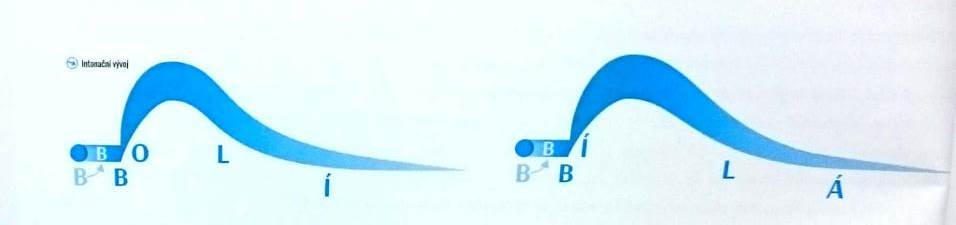 Intonační vývoj
B O L
B B
Í
B Í
B B L
Á